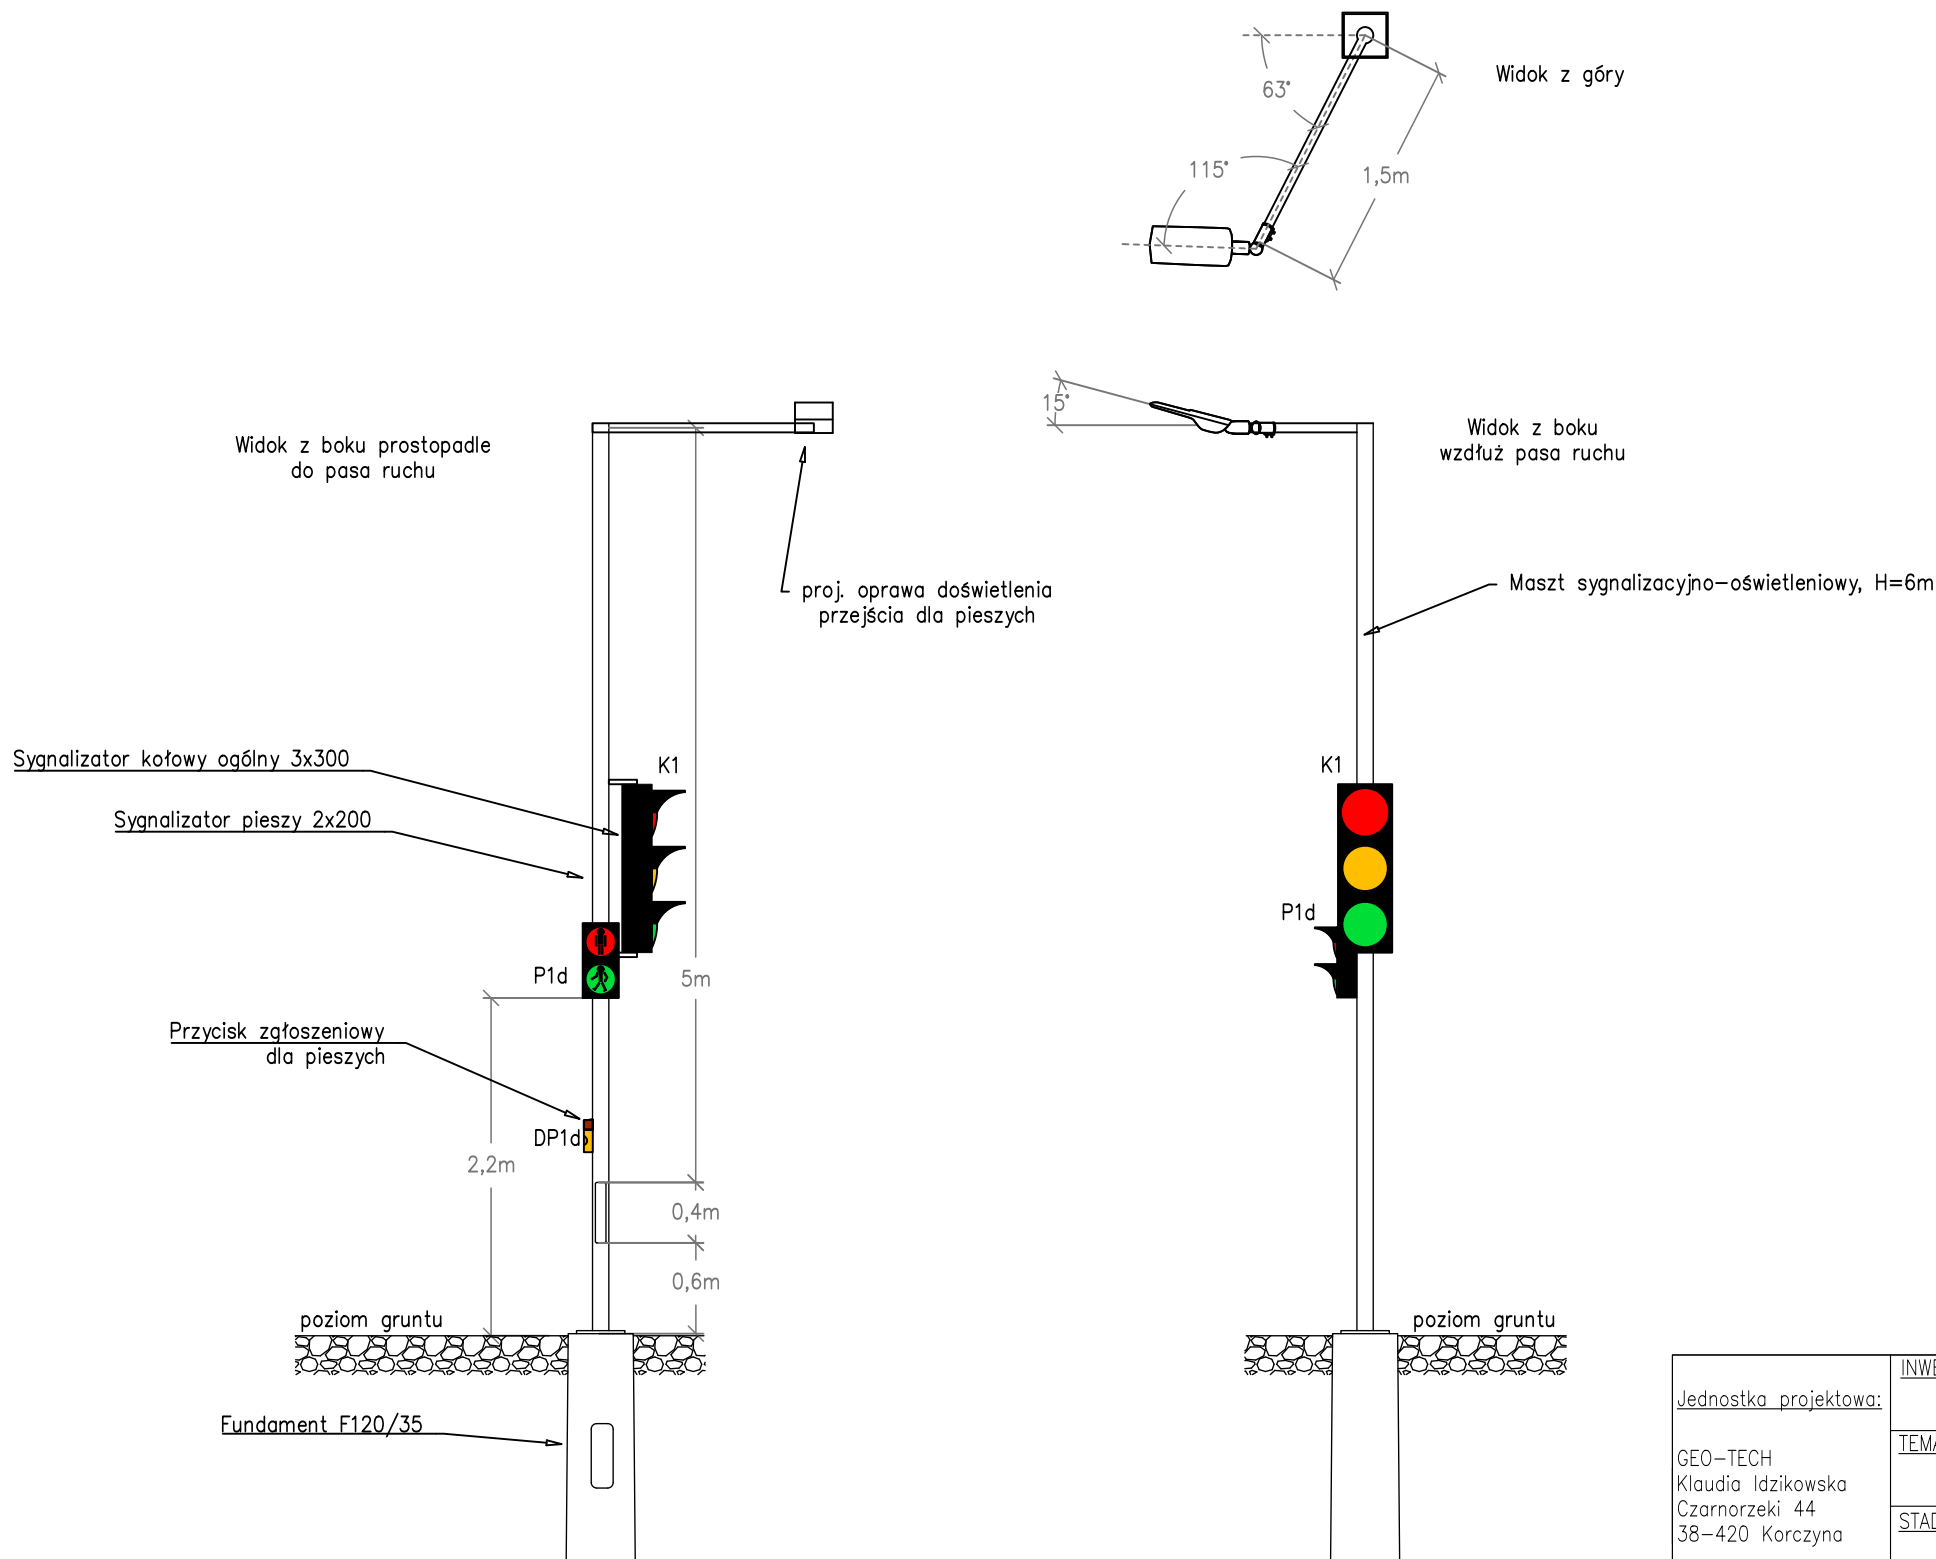 Widok z góry
63°
115°
1,5m
15°
Widok z boku prostopadle
do pasa ruchu
Widok z boku
wzdłuż pasa ruchu
proj. oprawa doświetlenia
przejścia dla pieszych
Maszt sygnalizacyjno-oświetleniowy, H=6m
Sygnalizator kołowy ogólny 3x300
K1
K1
Sygnalizator pieszy 2x200
P1d
P1d
5m
Przycisk zgłoszeniowy
dla pieszych
DP1d
2,2m
0,4m
0,6m
poziom gruntu
poziom gruntu
Fundament F120/35
Jednostka projektowa:
GEO-TECH
Klaudia Idzikowska
Czarnorzeki 44
38-420 Korczyna